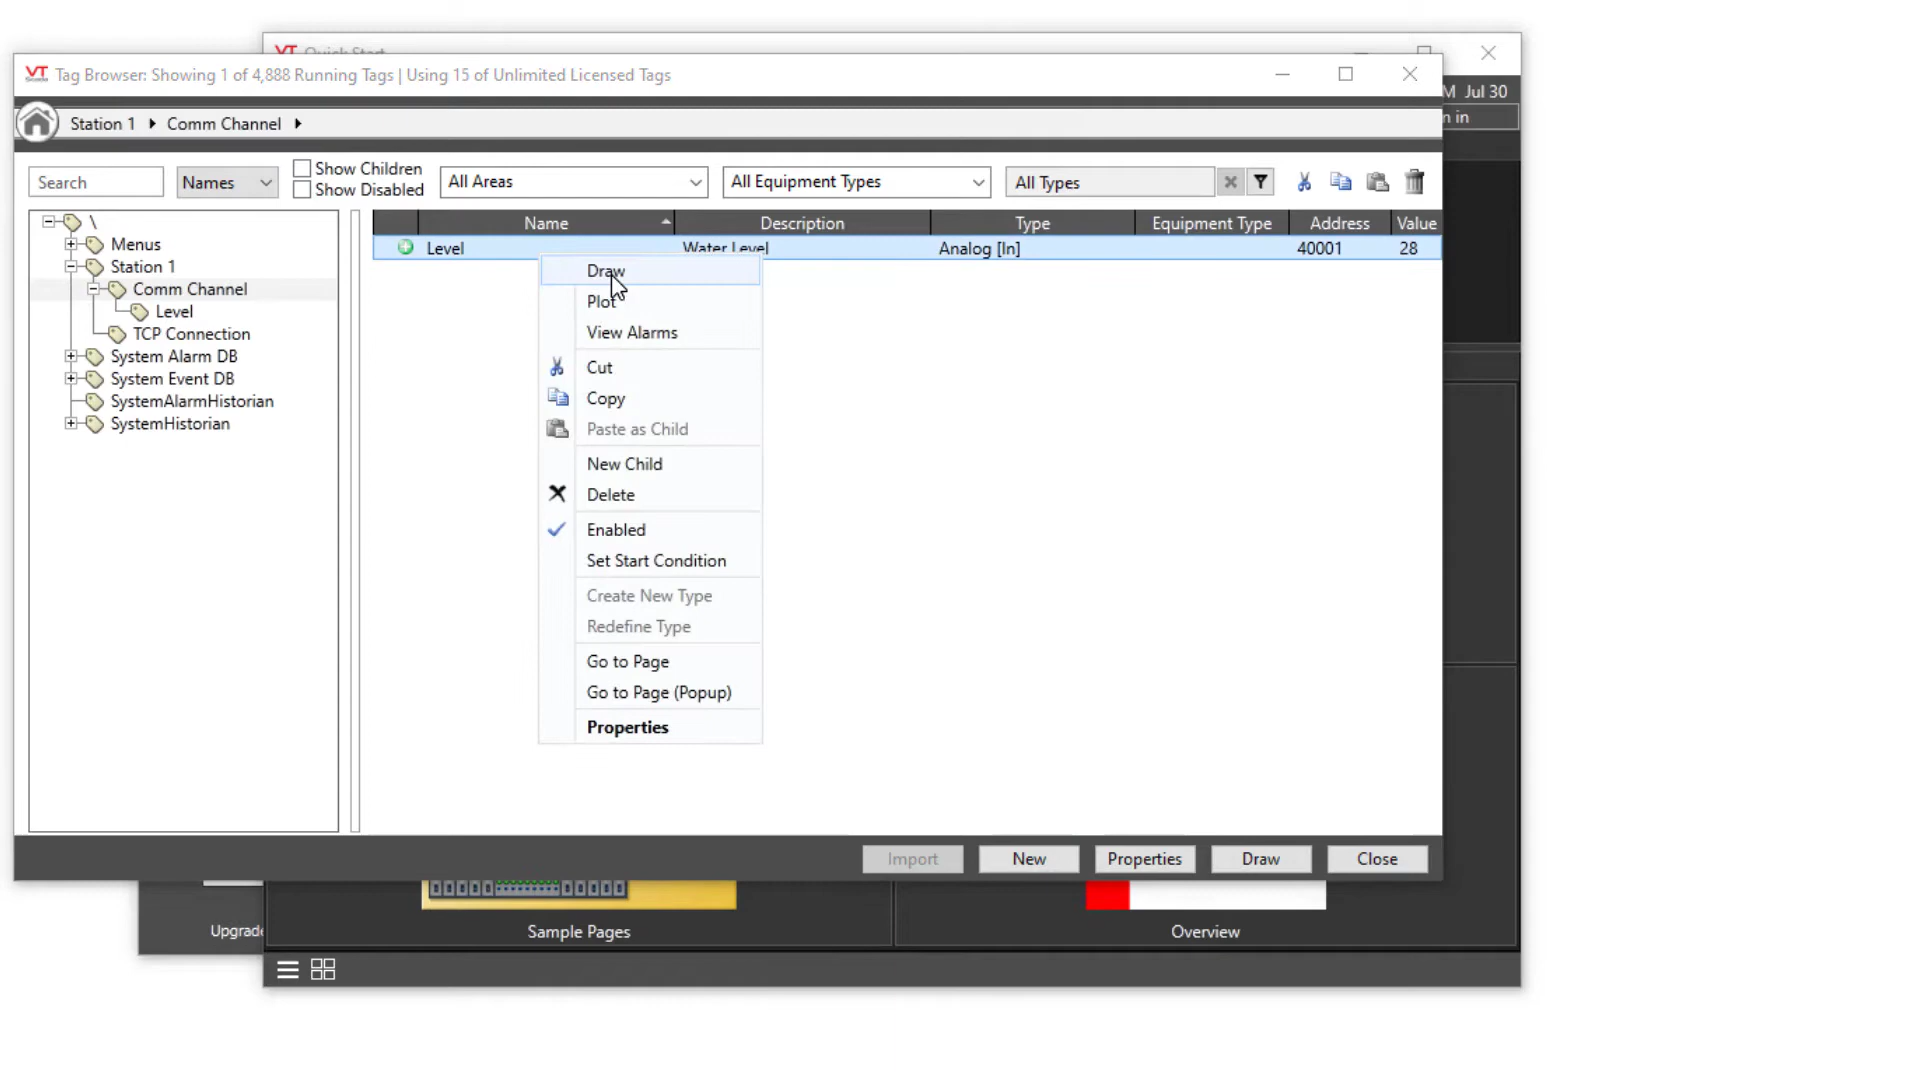 VT Quick Start
VT Tag Browser: Showing 1 of 4,888 Running Tags | Using 15 of Unlimited Licensed Tags
M Jul 30
n in
Station 1 Comm Channel
Search
Names
Show Children
Show Disabled
All Areas
All Equipment Types
All Types
Name Description Type Equipment Type Address Value
Level Water Level Analog [In] 40001 28
\
Menus
Station 1
Comm Channel
Level
TCP Connection
System Alarm DB
System Event DB
SystemAlarmHistorian
SystemHistorian
Draw
Plot
View Alarms
Cut
Copy
Paste as Child
New Child
Delete
Enabled
Set Start Condition
Create New Type
Redefine Type
Go to Page
Go to Page (Popup)
Properties
Import New Properties Draw Close
Upgrade
Sample Pages
Overview